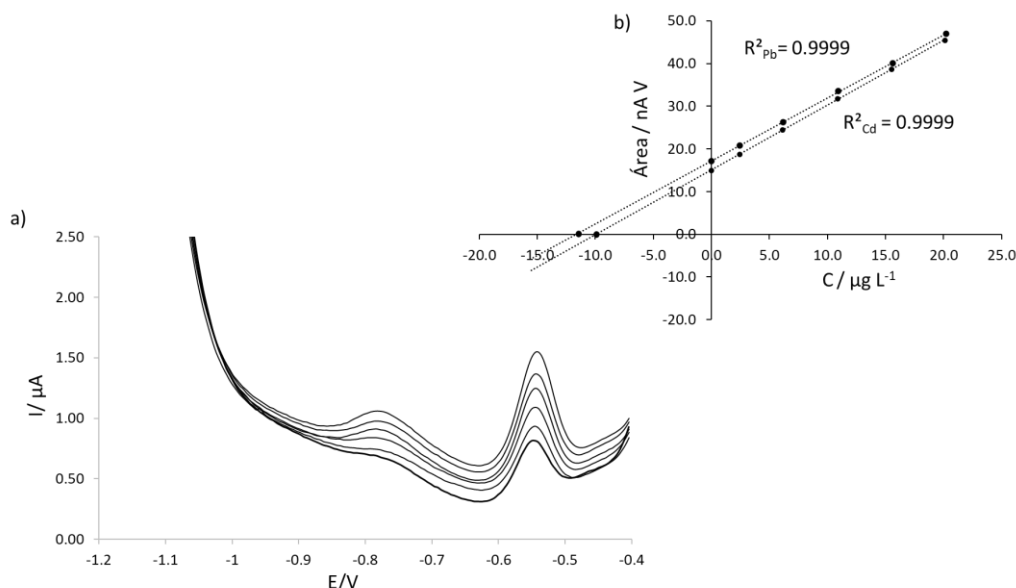 b)
50.0
40.0
30.0
20.0
10.0
0.0
-10.0
-20.0
Área / nA V
R²Pb= 0.9999
R²Cd = 0.9999
-20.0 -15.0 -10.0 -5.0 0.0 5.0 10.0 15.0 20.0 25.0
C / µg L⁻¹
a)
2.50
2.00
1.50
1.00
0.50
0.00
I/ µA
-1.2 -1.1 -1 -0.9 -0.8 -0.7 -0.6 -0.5 -0.4
E/V